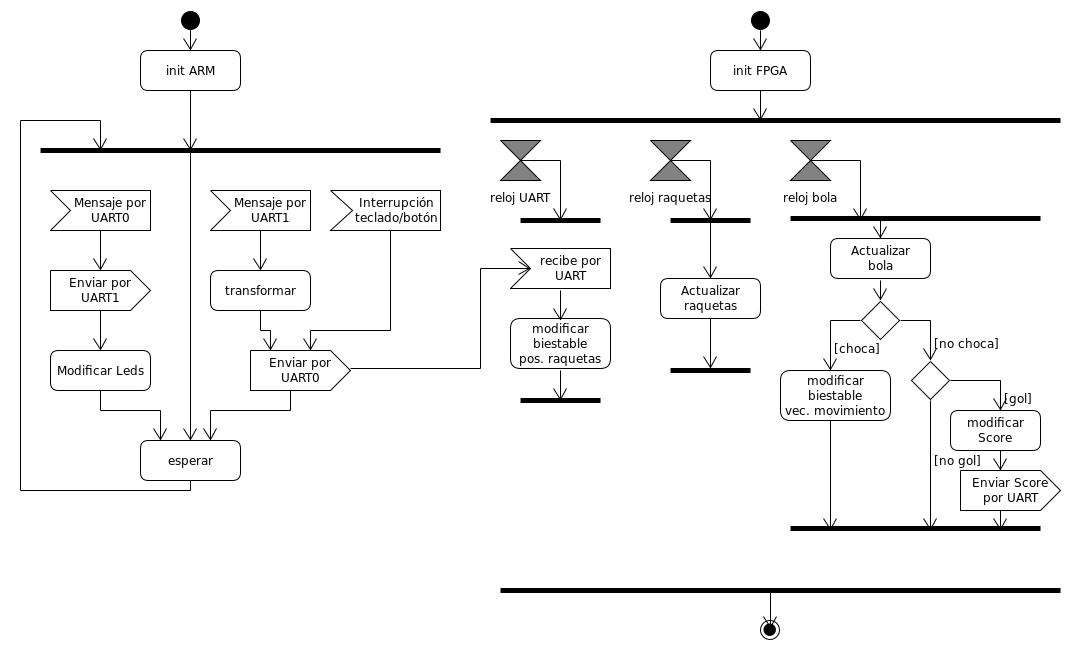 init ARM
Mensaje por
UART0
Mensaje por
UART1
Interrupción
teclado/botón
Enviar por
UART1
transformar
Modificar Leds
Enviar por
UART0
esperar
init FPGA
reloj UART
reloj raquetas
reloj bola
recibe por
UART
modificar
biestable
pos. raquetas
Actualizar
raquetas
Actualizar
bola
[choca]
[no choca]
modificar
biestable
vec. movimiento
[gol]
modificar
Score
[no gol]
Enviar Score
por UART